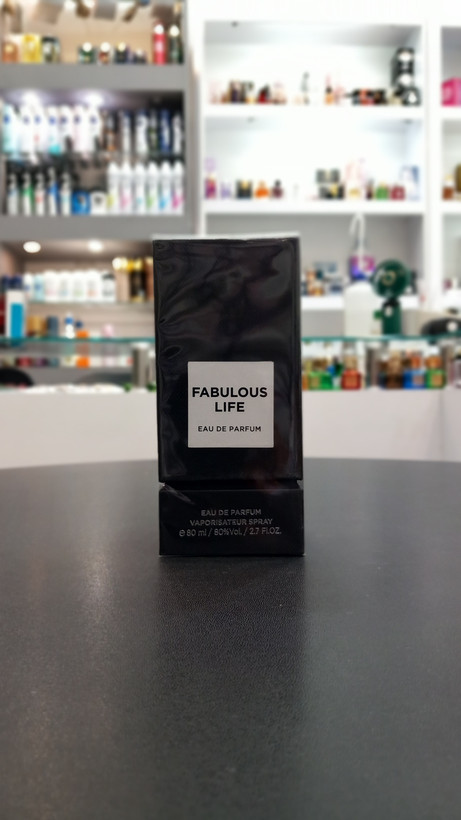 FABULOUS
LIFE
EAU DE PARFUM
EAU DE PARFUM
VAPORISATEUR SPRAY
℮ 80 ml / 80%Vol. / 2.7 Fl.OZ.